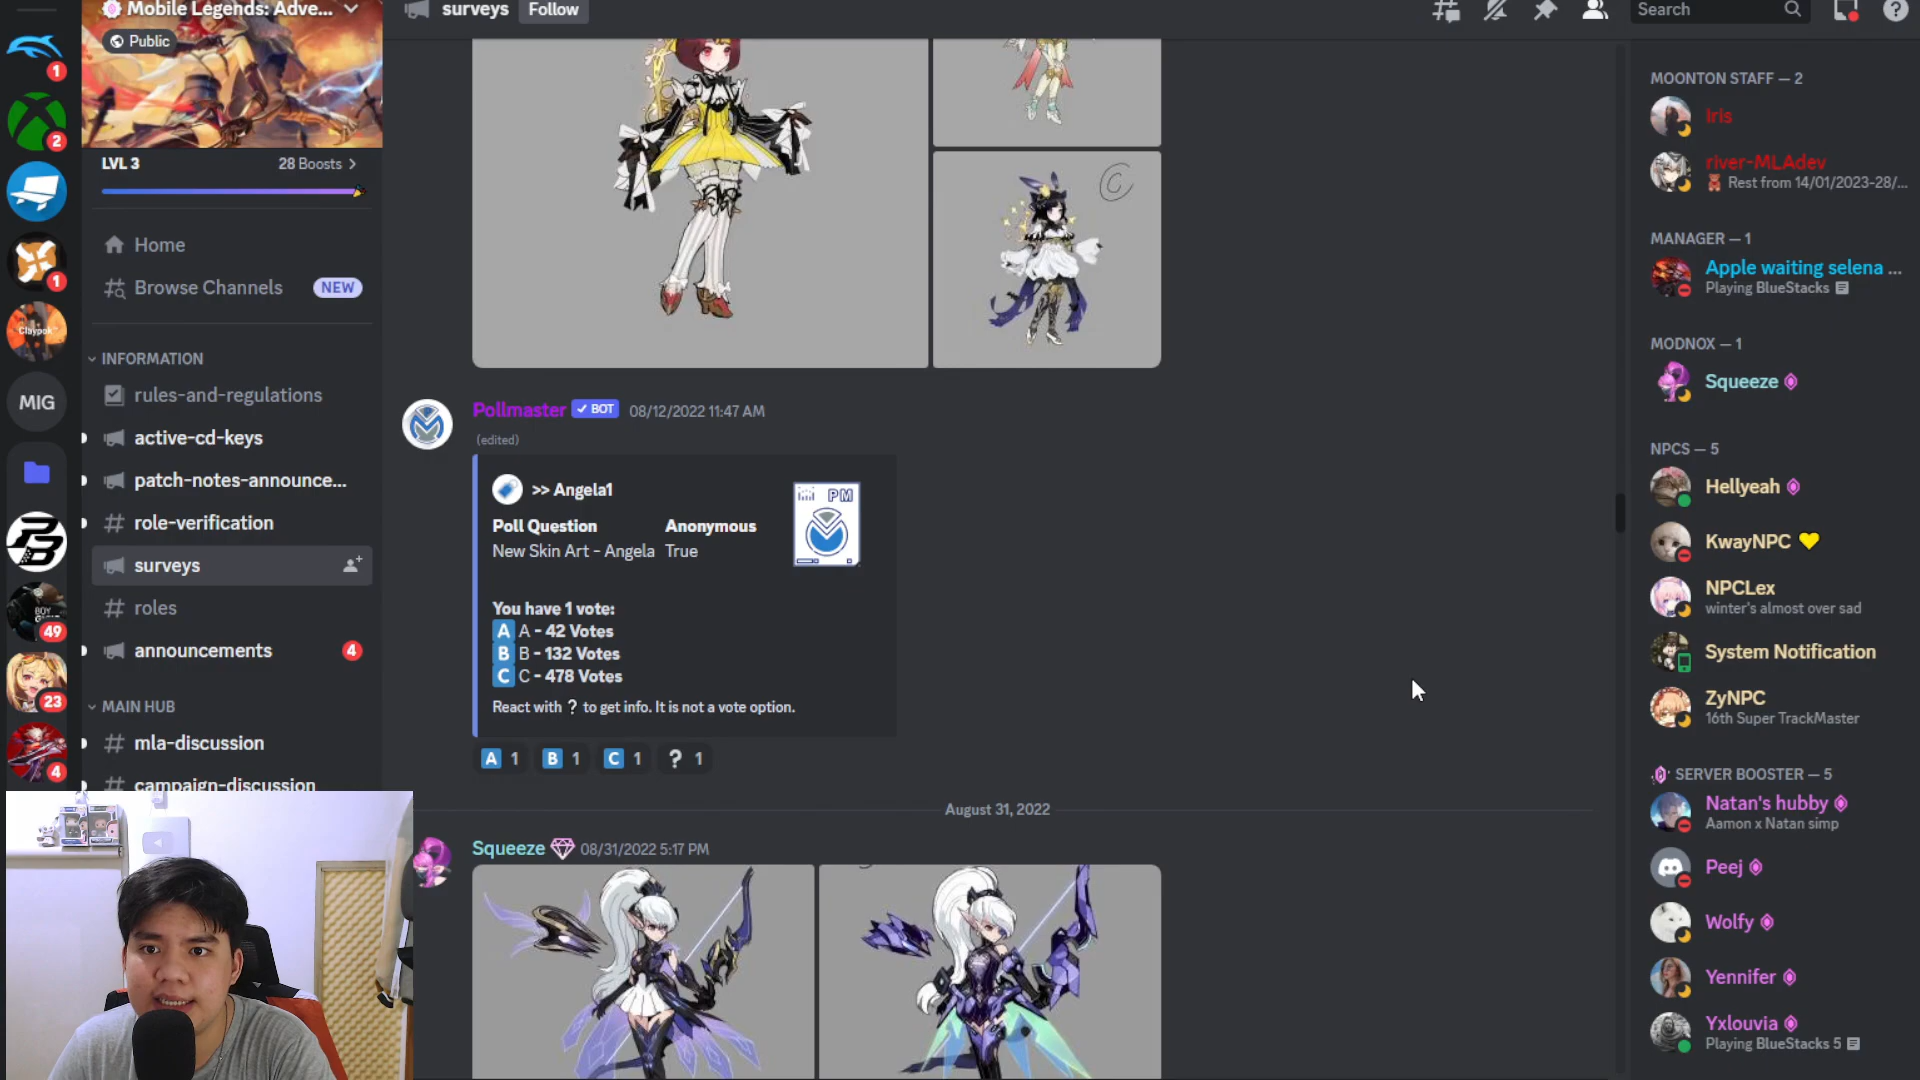 Mobile Legends: Adve...
Public
LVL 3
28 Boosts
Home
Browse Channels
NEW
INFORMATION
rules-and-regulations
active-cd-keys
patch-notes-announce...
role-verification
surveys
roles
announcements
4
MAIN HUB
mla-discussion
campaign-discussion
1
2
1
Claypok
MIG
49
23
4
surveys
Follow
Search
C
Pollmaster
BOT
08/12/2022 11:47 AM
(edited)
>> Angela1
PM
Poll Question
Anonymous
New Skin Art - Angela
True
You have 1 vote:
A A - 42 Votes
B B - 132 Votes
C C - 478 Votes
React with ? to get info. It is not a vote option.
A 1
B 1
C 1
? 1
August 31, 2022
Squeeze
08/31/2022 5:17 PM
MOONTON STAFF — 2
Iris
river-MLAdev
Rest from 14/01/2023-28/...
MANAGER — 1
Apple waiting selena ...
Playing BlueStacks
MODNOX — 1
Squeeze
NPCS — 5
Hellyeah
KwayNPC
NPCLex
winter's almost over sad
System Notification
ZyNPC
16th Super TrackMaster
SERVER BOOSTER — 5
Natan's hubby
Aamon x Natan simp
Peej
Wolfy
Yennifer
Yxlouvia
Playing BlueStacks 5